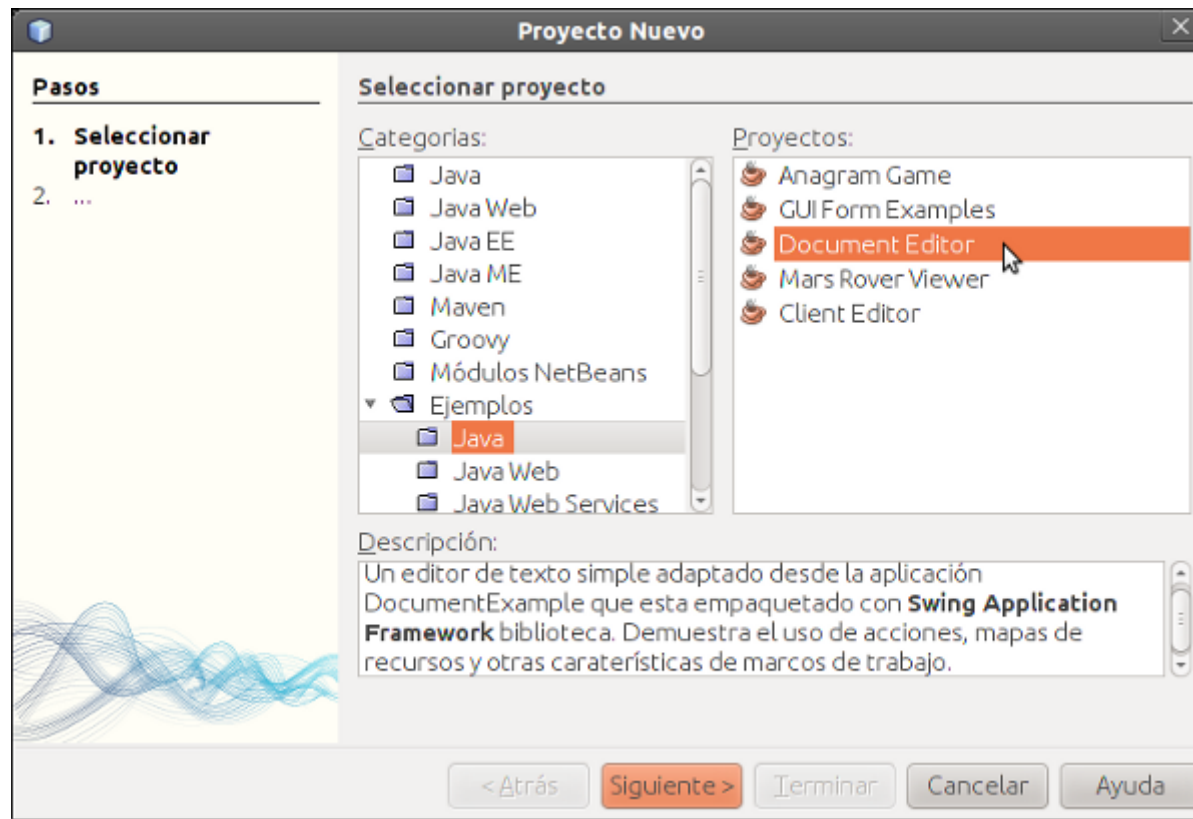 Proyecto Nuevo
Pasos
1. Seleccionar
proyecto
2. ...
Seleccionar proyecto
Categorias:
Java
Java Web
Java EE
Java ME
Maven
Groovy
Módulos NetBeans
Ejemplos
Java
Java Web
Java Web Services
Proyectos:
Anagram Game
GUI Form Examples
Document Editor
Mars Rover Viewer
Client Editor
Descripción:
Un editor de texto simple adaptado desde la aplicación
DocumentExample que esta empaquetado con Swing Application
Framework biblioteca. Demuestra el uso de acciones, mapas de
recursos y otras caraterísticas de marcos de trabajo.
< Atrás
Siguiente >
Terminar
Cancelar
Ayuda